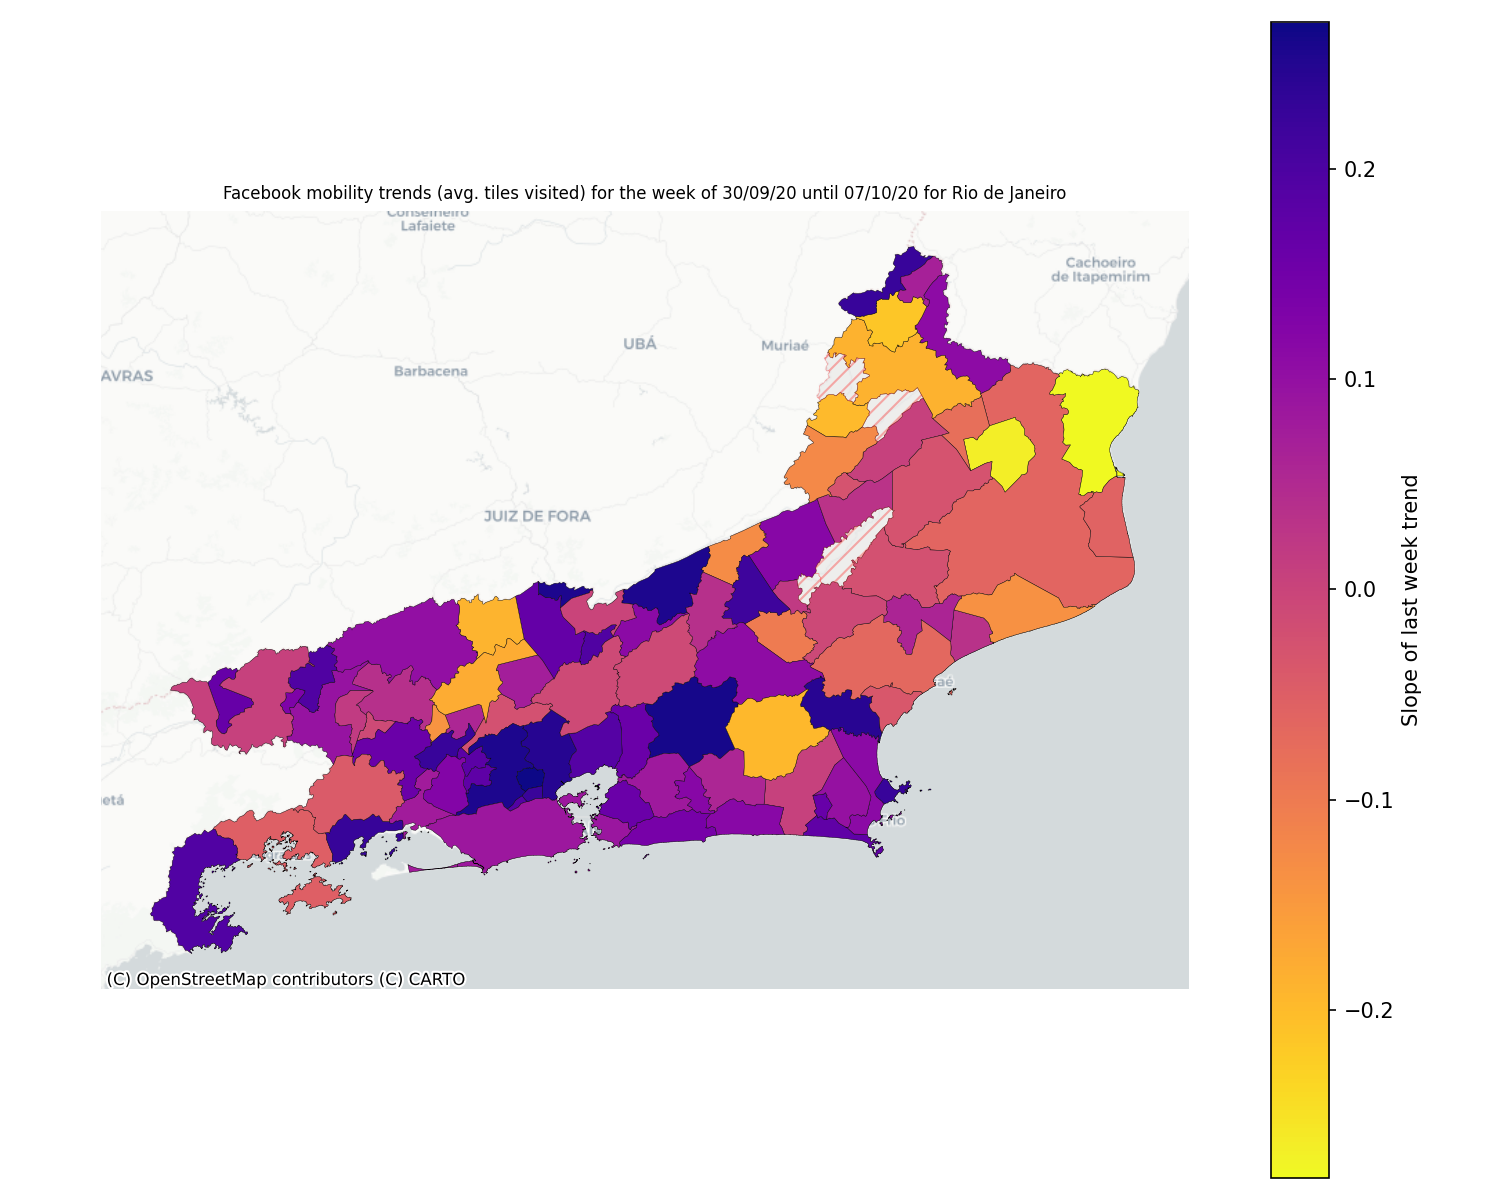 Facebook mobility trends (avg. tiles visited) for the week of 30/09/20 until 07/10/20 for Rio de Janeiro
Conselheiro
Lafaiete
Cachoeiro
de Itapemirim
UBÁ
Muriaé
Barbacena
AVRAS
JUIZ DE FORA
aé
etá
(C) OpenStreetMap contributors (C) CARTO
0.2
0.1
0.0
−0.1
−0.2
Slope of last week trend